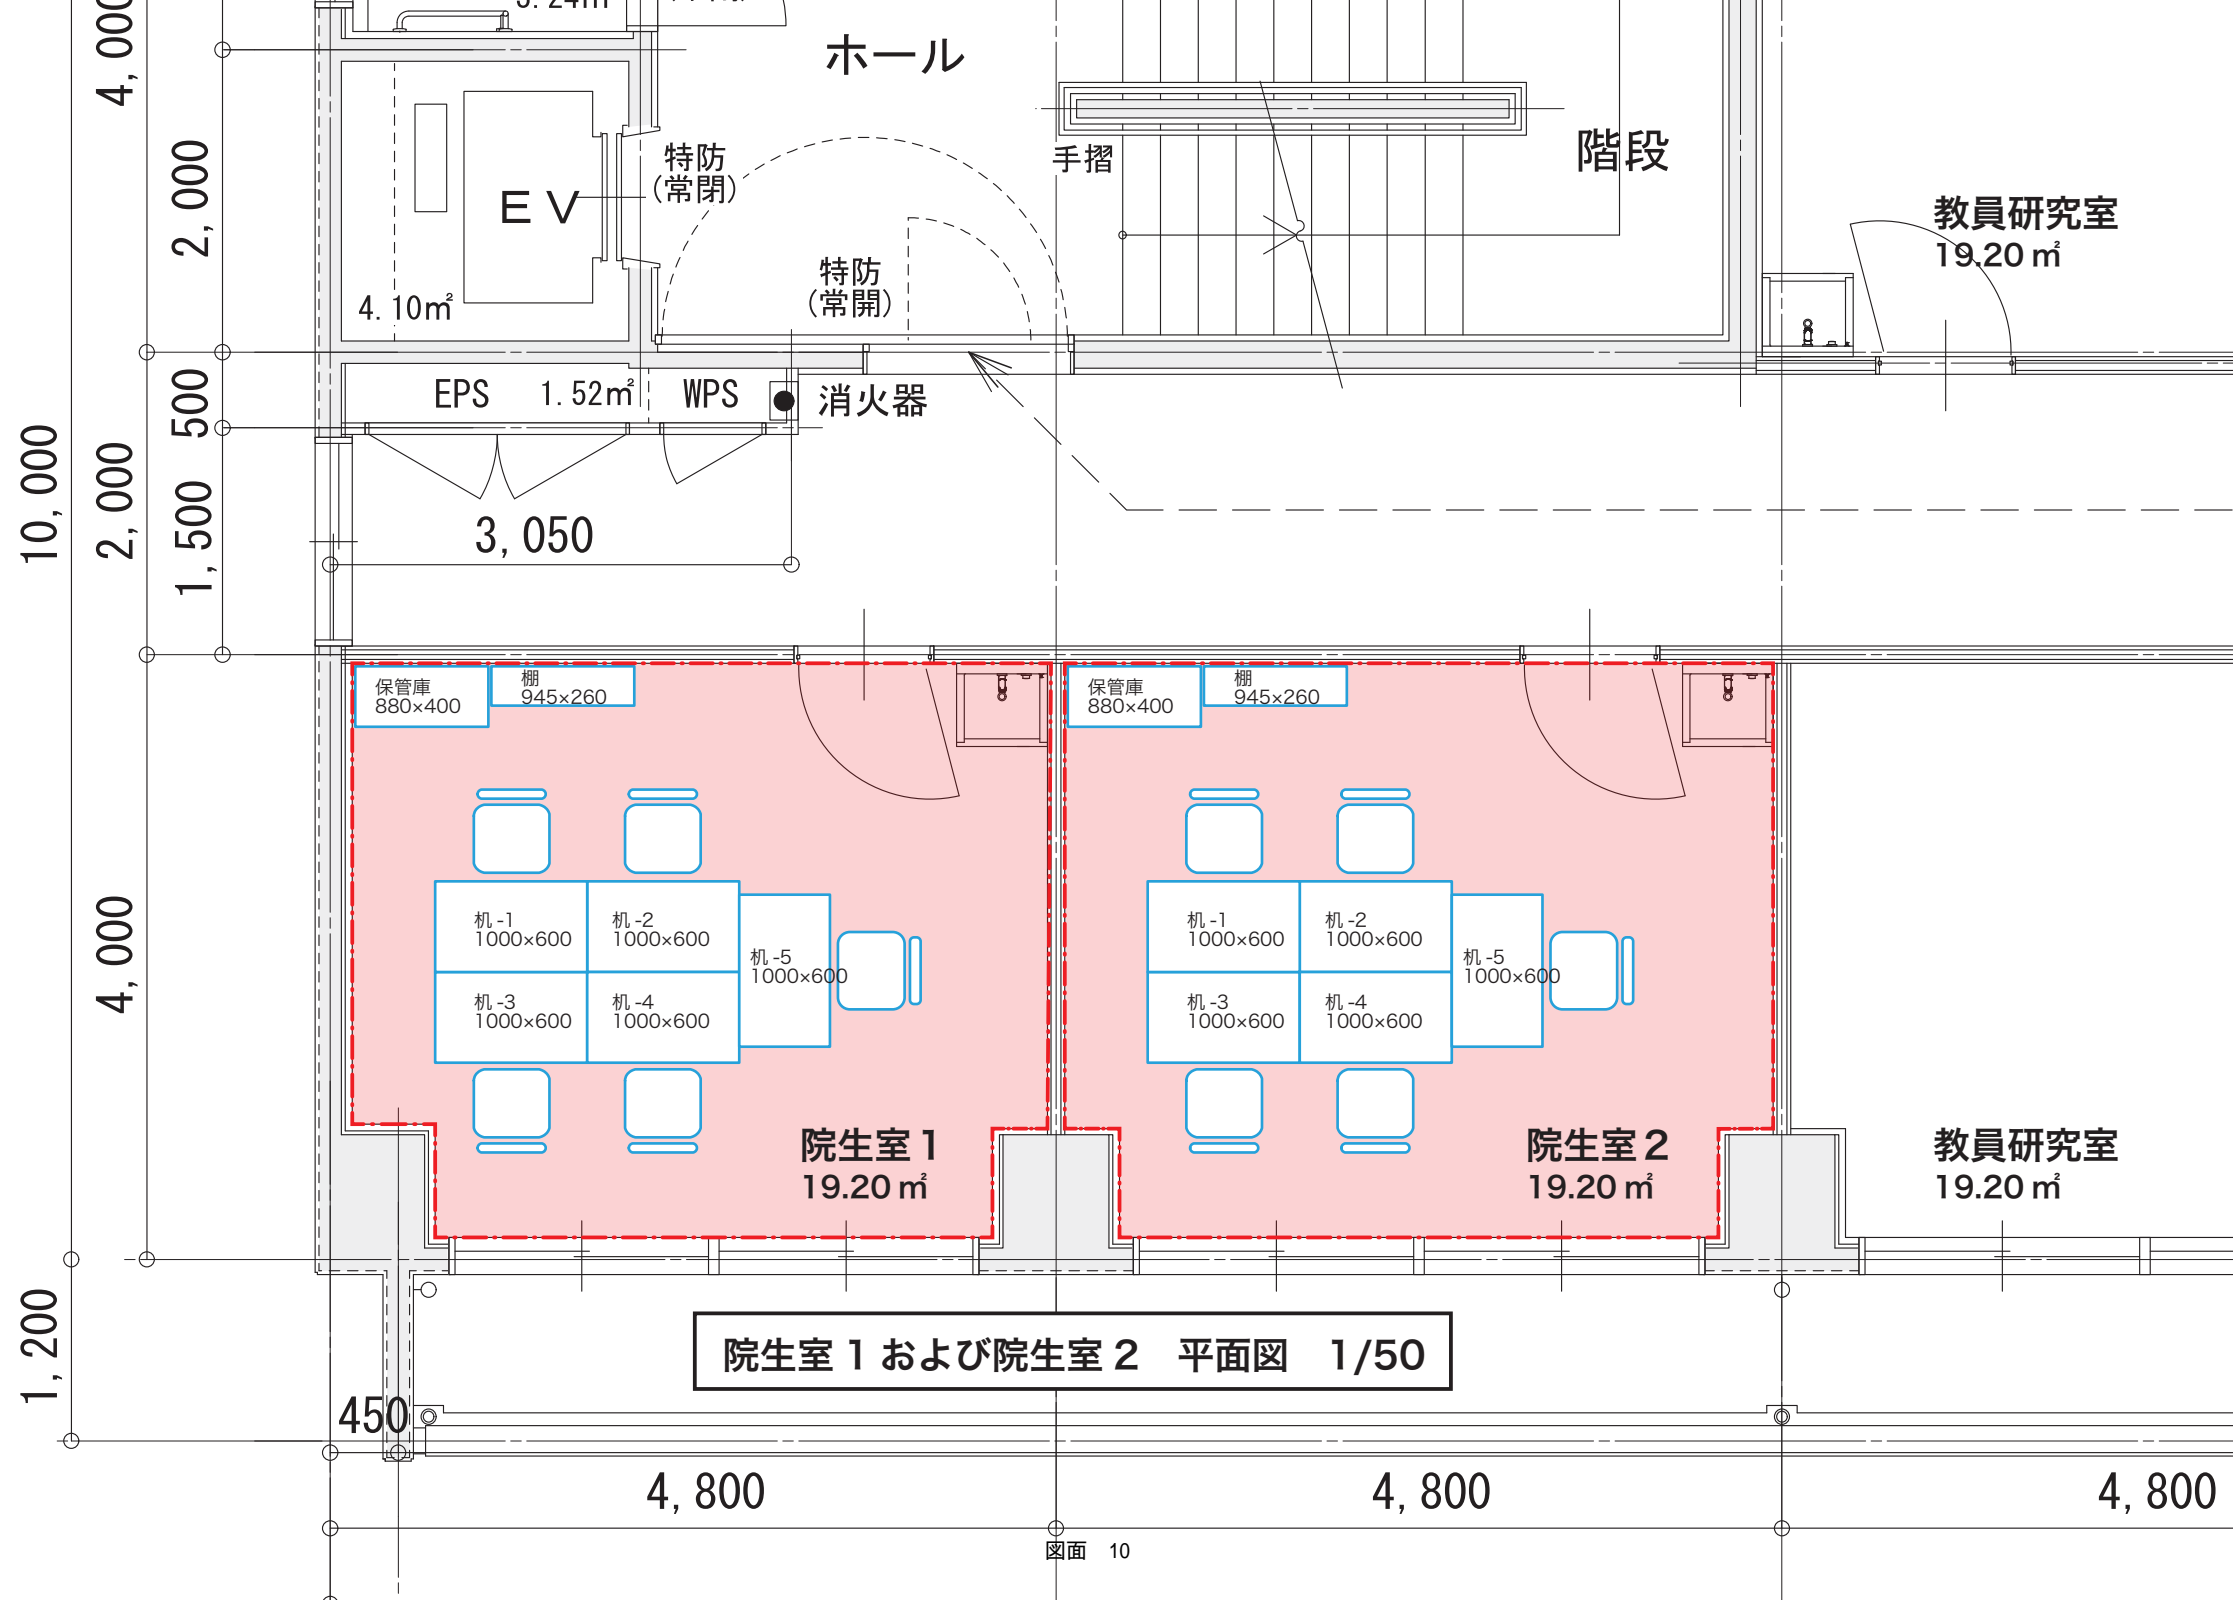 ホール
4,000
手摺
階段
特防
(常閉)
2,000
EV
教員研究室
19.20㎡
特防
(常開)
4.10㎡
EPS
1.52㎡
WPS
消火器
500
10,000
2,000
1,500
3,050
保管庫
880×400
棚
945×260
保管庫
880×400
棚
945×260
机-1
1000×600
机-2
1000×600
机-5
1000×600
机-3
1000×600
机-4
1000×600
机-1
1000×600
机-2
1000×600
机-5
1000×600
机-3
1000×600
机-4
1000×600
4,000
院生室1
19.20㎡
院生室2
19.20㎡
教員研究室
19.20㎡
1,200
院生室1および院生室2 平面図 1/50
450
4,800
4,800
4,800
図面 10